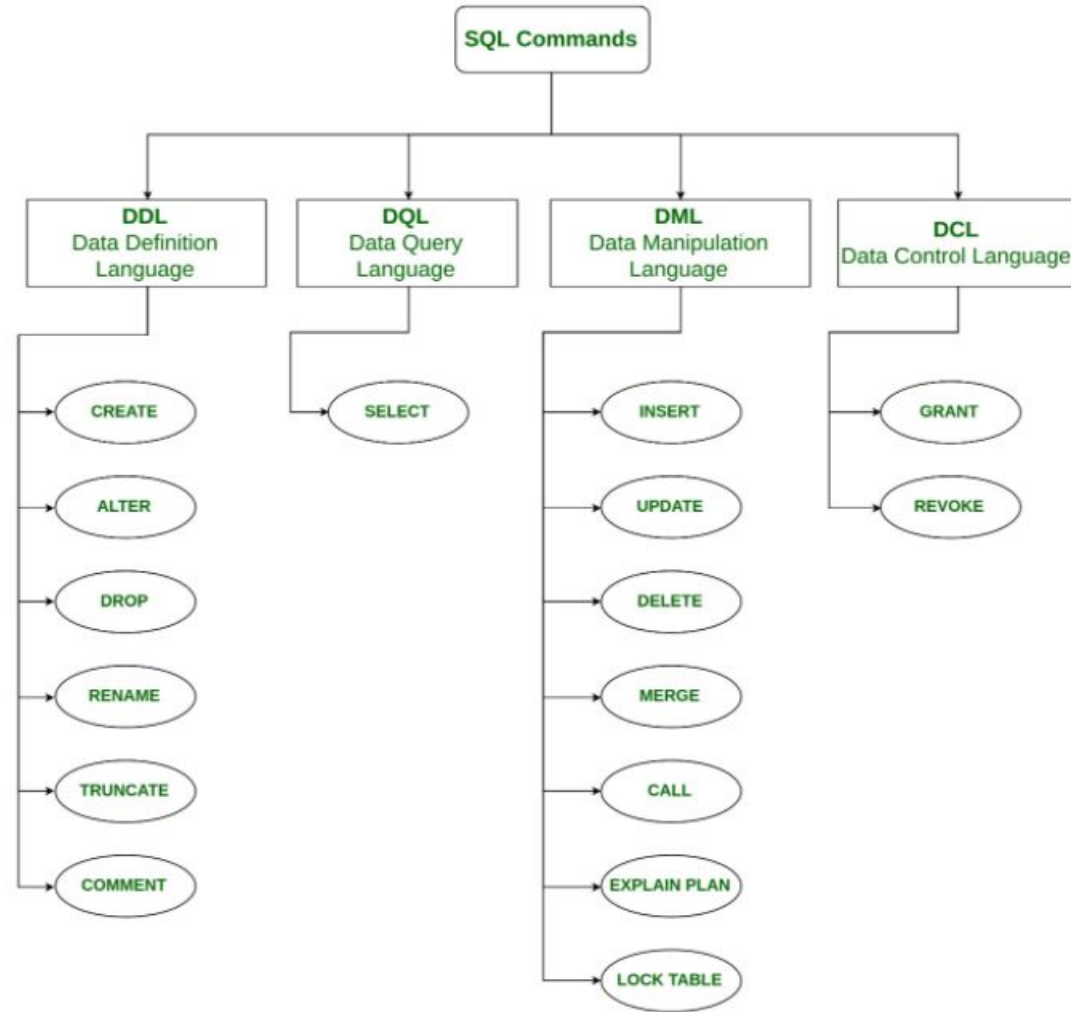 SQL Commands
DDL
Data Definition
Language
DQL
Data Query
Language
DML
Data Manipulation
Language
DCL
Data Control Language
CREATE
ALTER
DROP
RENAME
TRUNCATE
COMMENT
SELECT
INSERT
UPDATE
DELETE
MERGE
CALL
EXPLAIN PLAN
LOCK TABLE
GRANT
REVOKE